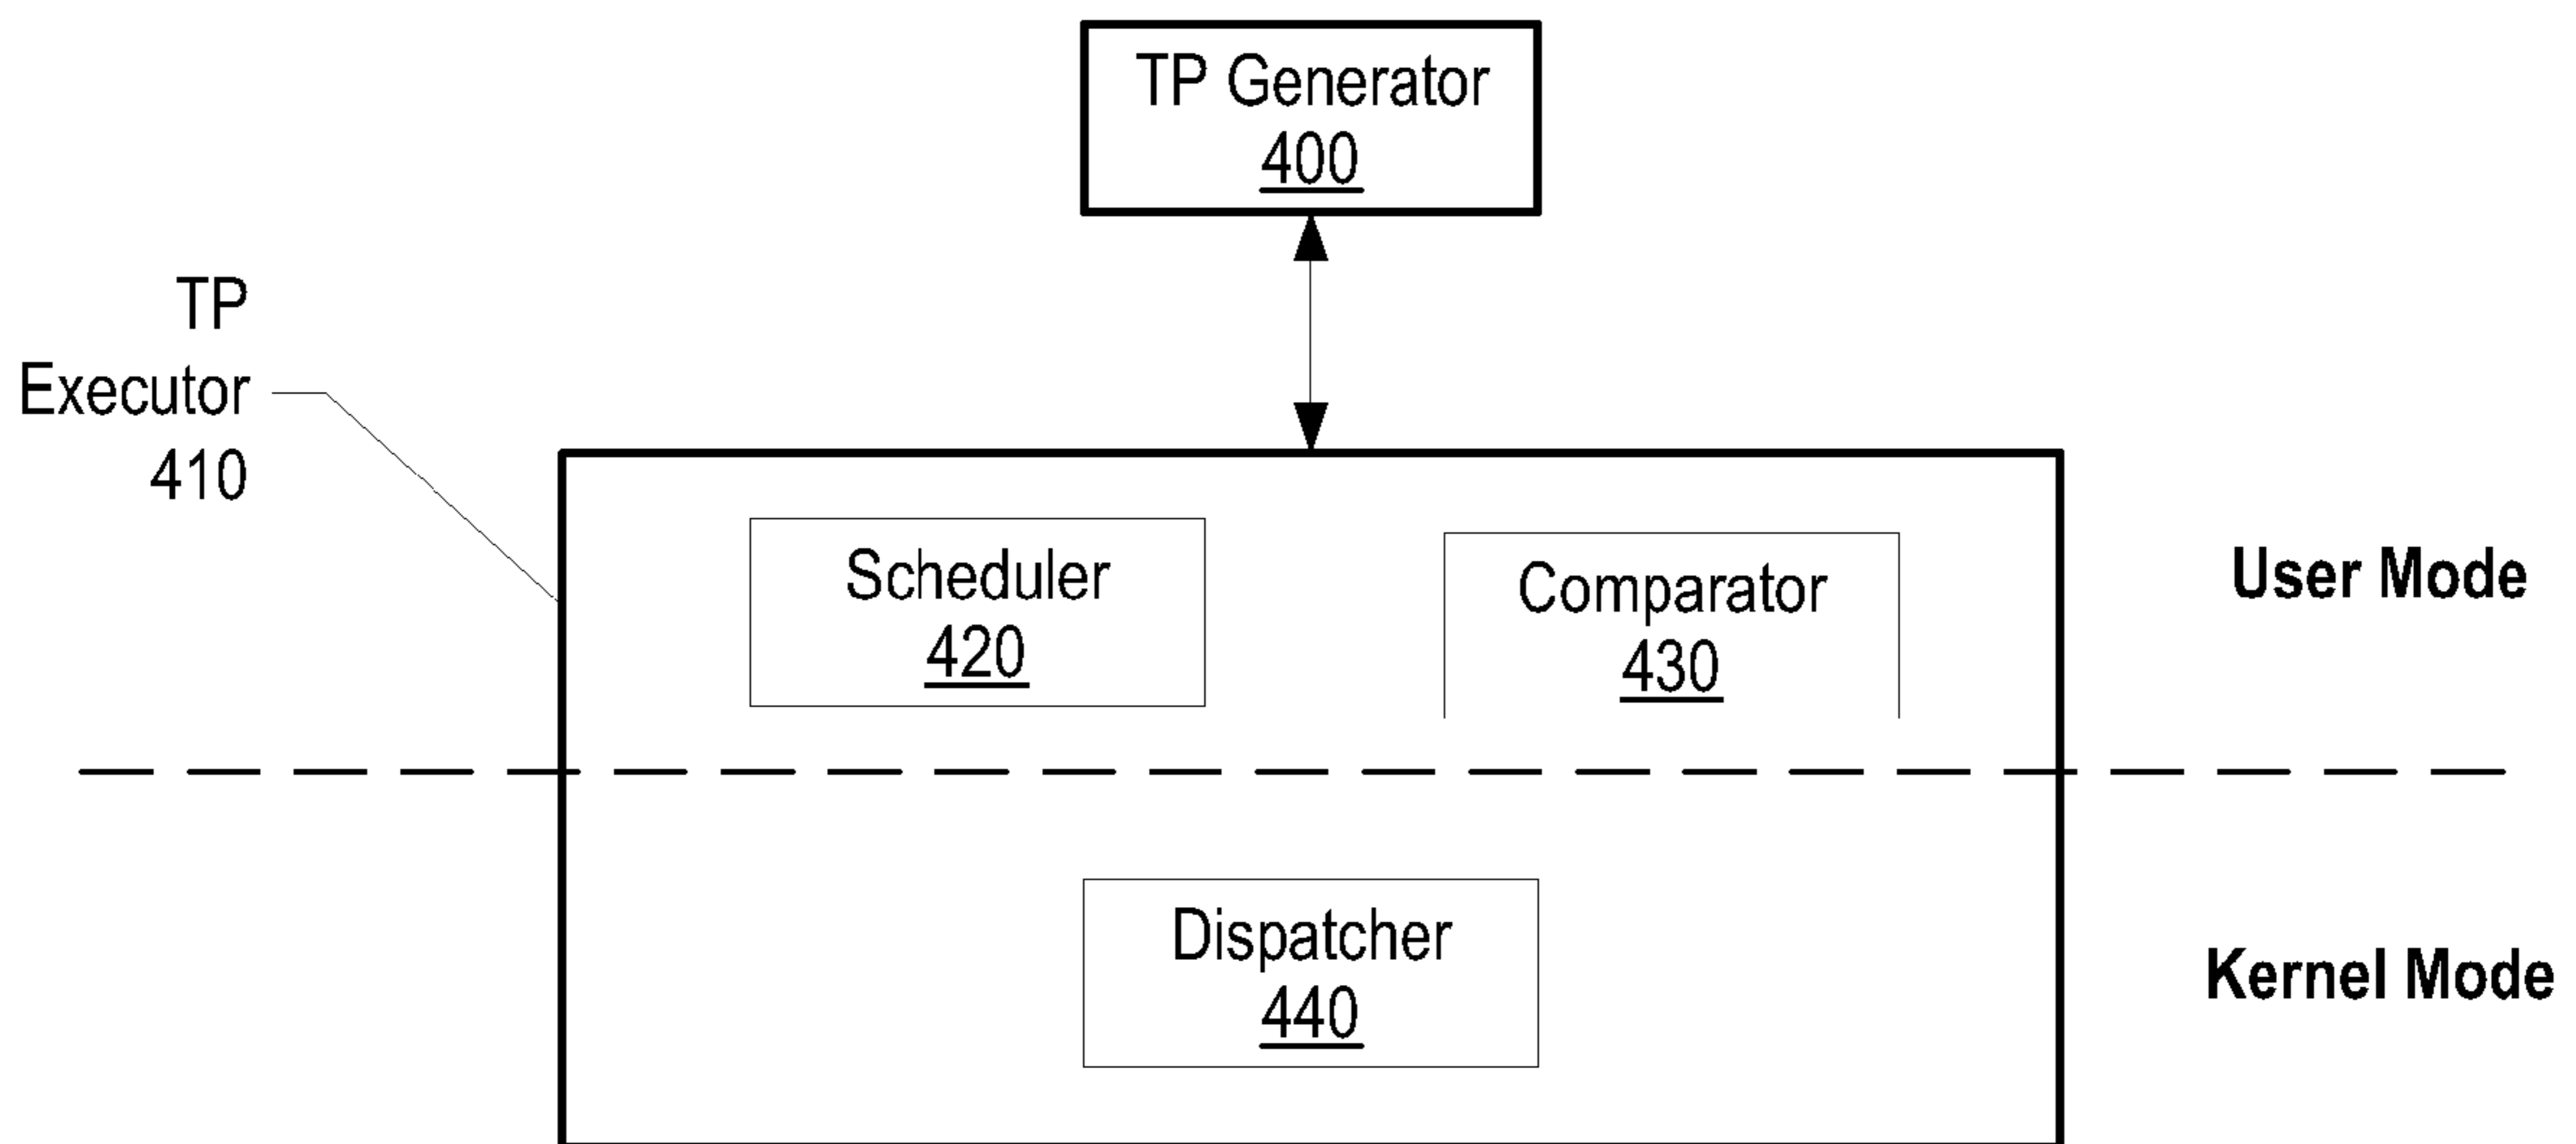 TP Generator
400
TP
Executor
410
Scheduler
420
Comparator
430
User Mode
Dispatcher
440
Kernel Mode